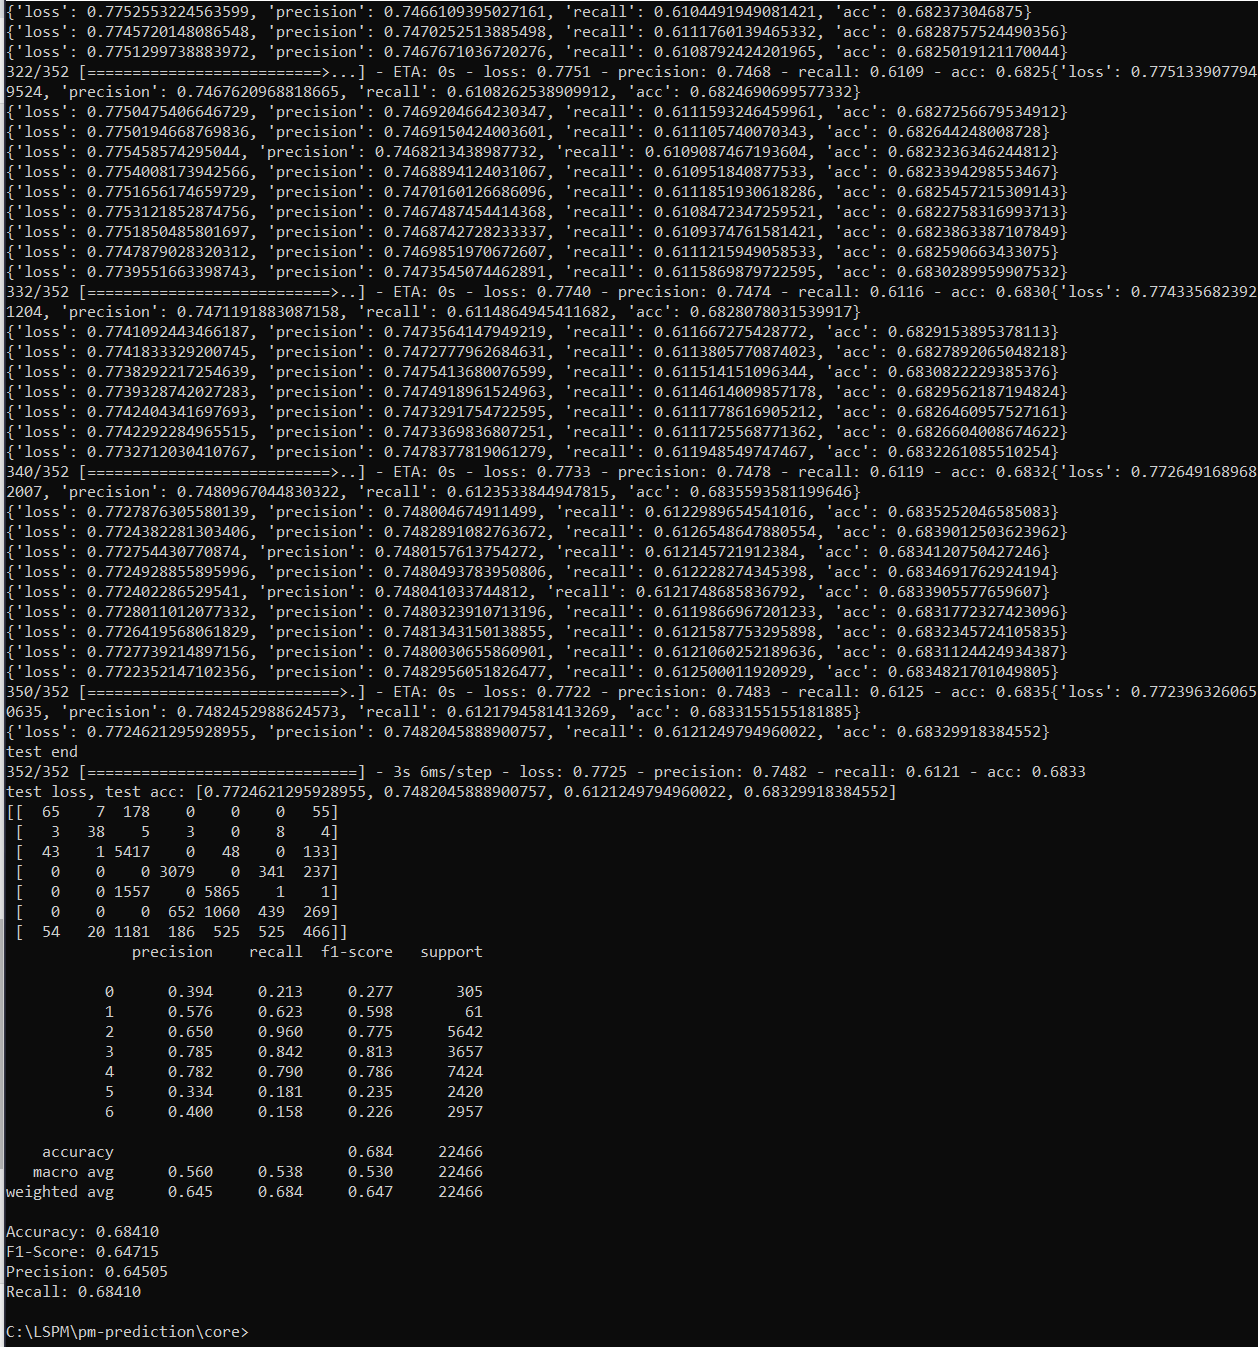 {'loss': 0.7752553224563599, 'precision': 0.7466109395027161, 'recall': 0.6104491949081421, 'acc': 0.682373046875}
{'loss': 0.7745720148086548, 'precision': 0.7470252513885498, 'recall': 0.6111760139465332, 'acc': 0.6828757524490356}
{'loss': 0.7751299738883972, 'precision': 0.7467671036720276, 'recall': 0.6108792424201965, 'acc': 0.6825019121170044}
322/352 [==========================>...] - ETA: 0s - loss: 0.7751 - precision: 0.7468 - recall: 0.6109 - acc: 0.6825{'loss': 0.775133907794
9524, 'precision': 0.7467620968818665, 'recall': 0.6108262538909912, 'acc': 0.6824690699577332}
{'loss': 0.7750475406646729, 'precision': 0.7469204664230347, 'recall': 0.6111593246459961, 'acc': 0.6827256679534912}
{'loss': 0.7750194668769836, 'precision': 0.7469150424003601, 'recall': 0.611105740070343, 'acc': 0.682644248008728}
{'loss': 0.775458574295044, 'precision': 0.7468213438987732, 'recall': 0.6109087467193604, 'acc': 0.6823236346244812}
{'loss': 0.7754008173942566, 'precision': 0.7468894124031067, 'recall': 0.610951840877533, 'acc': 0.6823394298553467}
{'loss': 0.7751656174659729, 'precision': 0.7470160126686096, 'recall': 0.6111851930618286, 'acc': 0.6825457215309143}
{'loss': 0.7753121852874756, 'precision': 0.7467487454414368, 'recall': 0.6108472347259521, 'acc': 0.6822758316993713}
{'loss': 0.7751850485801697, 'precision': 0.7468742728233337, 'recall': 0.6109374761581421, 'acc': 0.6823863387107849}
{'loss': 0.7747879028320312, 'precision': 0.7469851970672607, 'recall': 0.6111215949058533, 'acc': 0.682590663433075}
{'loss': 0.7739551663398743, 'precision': 0.7473545074462891, 'recall': 0.6115869879722595, 'acc': 0.6830289959907532}
332/352 [===========================>..] - ETA: 0s - loss: 0.7740 - precision: 0.7474 - recall: 0.6116 - acc: 0.6830{'loss': 0.774335682392
1204, 'precision': 0.7471191883087158, 'recall': 0.6114864945411682, 'acc': 0.6828078031539917}
{'loss': 0.7741092443466187, 'precision': 0.7473564147949219, 'recall': 0.611667275428772, 'acc': 0.6829153895378113}
{'loss': 0.7741833329200745, 'precision': 0.7472777962684631, 'recall': 0.6113805770874023, 'acc': 0.6827892065048218}
{'loss': 0.7738292217254639, 'precision': 0.7475413680076599, 'recall': 0.611514151096344, 'acc': 0.6830822229385376}
{'loss': 0.7739328742027283, 'precision': 0.7474918961524963, 'recall': 0.6114614009857178, 'acc': 0.6829562187194824}
{'loss': 0.7742404341697693, 'precision': 0.7473291754722595, 'recall': 0.6111778616905212, 'acc': 0.6826460957527161}
{'loss': 0.7742292284965515, 'precision': 0.7473369836807251, 'recall': 0.6111725568771362, 'acc': 0.6826604008674622}
{'loss': 0.7732712030410767, 'precision': 0.7478377819061279, 'recall': 0.611948549747467, 'acc': 0.6832261085510254}
340/352 [===========================>..] - ETA: 0s - loss: 0.7733 - precision: 0.7478 - recall: 0.6119 - acc: 0.6832{'loss': 0.772649168968
2007, 'precision': 0.7480967044830322, 'recall': 0.6123533844947815, 'acc': 0.6835593581199646}
{'loss': 0.7727876305580139, 'precision': 0.748004674911499, 'recall': 0.6122989654541016, 'acc': 0.6835252046585083}
{'loss': 0.7724382281303406, 'precision': 0.7482891082763672, 'recall': 0.6126548647880554, 'acc': 0.6839012503623962}
{'loss': 0.772754430770874, 'precision': 0.7480157613754272, 'recall': 0.612145721912384, 'acc': 0.6834120750427246}
{'loss': 0.7724928855895996, 'precision': 0.7480493783950806, 'recall': 0.612228274345398, 'acc': 0.6834691762924194}
{'loss': 0.772402286529541, 'precision': 0.748041033744812, 'recall': 0.6121748685836792, 'acc': 0.6833905577659607}
{'loss': 0.7728011012077332, 'precision': 0.7480323910713196, 'recall': 0.6119866967201233, 'acc': 0.6831772327423096}
{'loss': 0.7726419568061829, 'precision': 0.7481343150138855, 'recall': 0.6121587753295898, 'acc': 0.6832345724105835}
{'loss': 0.7727739214897156, 'precision': 0.7480030655860901, 'recall': 0.6121060252189636, 'acc': 0.6831124424934387}
{'loss': 0.7722352147102356, 'precision': 0.7482956051826477, 'recall': 0.612500011920929, 'acc': 0.6834821701049805}
350/352 [============================>.] - ETA: 0s - loss: 0.7722 - precision: 0.7483 - recall: 0.6125 - acc: 0.6835{'loss': 0.772396326065
0635, 'precision': 0.7482452988624573, 'recall': 0.6121794581413269, 'acc': 0.6833155155181885}
{'loss': 0.7724621295928955, 'precision': 0.7482045888900757, 'recall': 0.6121249794960022, 'acc': 0.68329918384552}
test end
352/352 [==============================] - 3s 6ms/step - loss: 0.7725 - precision: 0.7482 - recall: 0.6121 - acc: 0.6833
test loss, test acc: [0.7724621295928955, 0.7482045888900757, 0.6121249794960022, 0.68329918384552]
[[  65    7  178    0    0    0   55]
 [   3   38    5    3    0    8    4]
 [  43    1 5417    0   48    0  133]
 [   0    0    0 3079    0  341  237]
 [   0    0 1557    0 5865    1    1]
 [   0    0    0  652 1060  439  269]
 [  54   20 1181  186  525  525  466]]
              precision    recall  f1-score   support

           0      0.394     0.213     0.277       305
           1      0.576     0.623     0.598        61
           2      0.650     0.960     0.775      5642
           3      0.785     0.842     0.813      3657
           4      0.782     0.790     0.786      7424
           5      0.334     0.181     0.235      2420
           6      0.400     0.158     0.226      2957

    accuracy                          0.684     22466
   macro avg      0.560     0.538     0.530     22466
weighted avg      0.645     0.684     0.647     22466

Accuracy: 0.68410
F1-Score: 0.64715
Precision: 0.64505
Recall: 0.68410

C:\LSPM\pm-prediction\core>